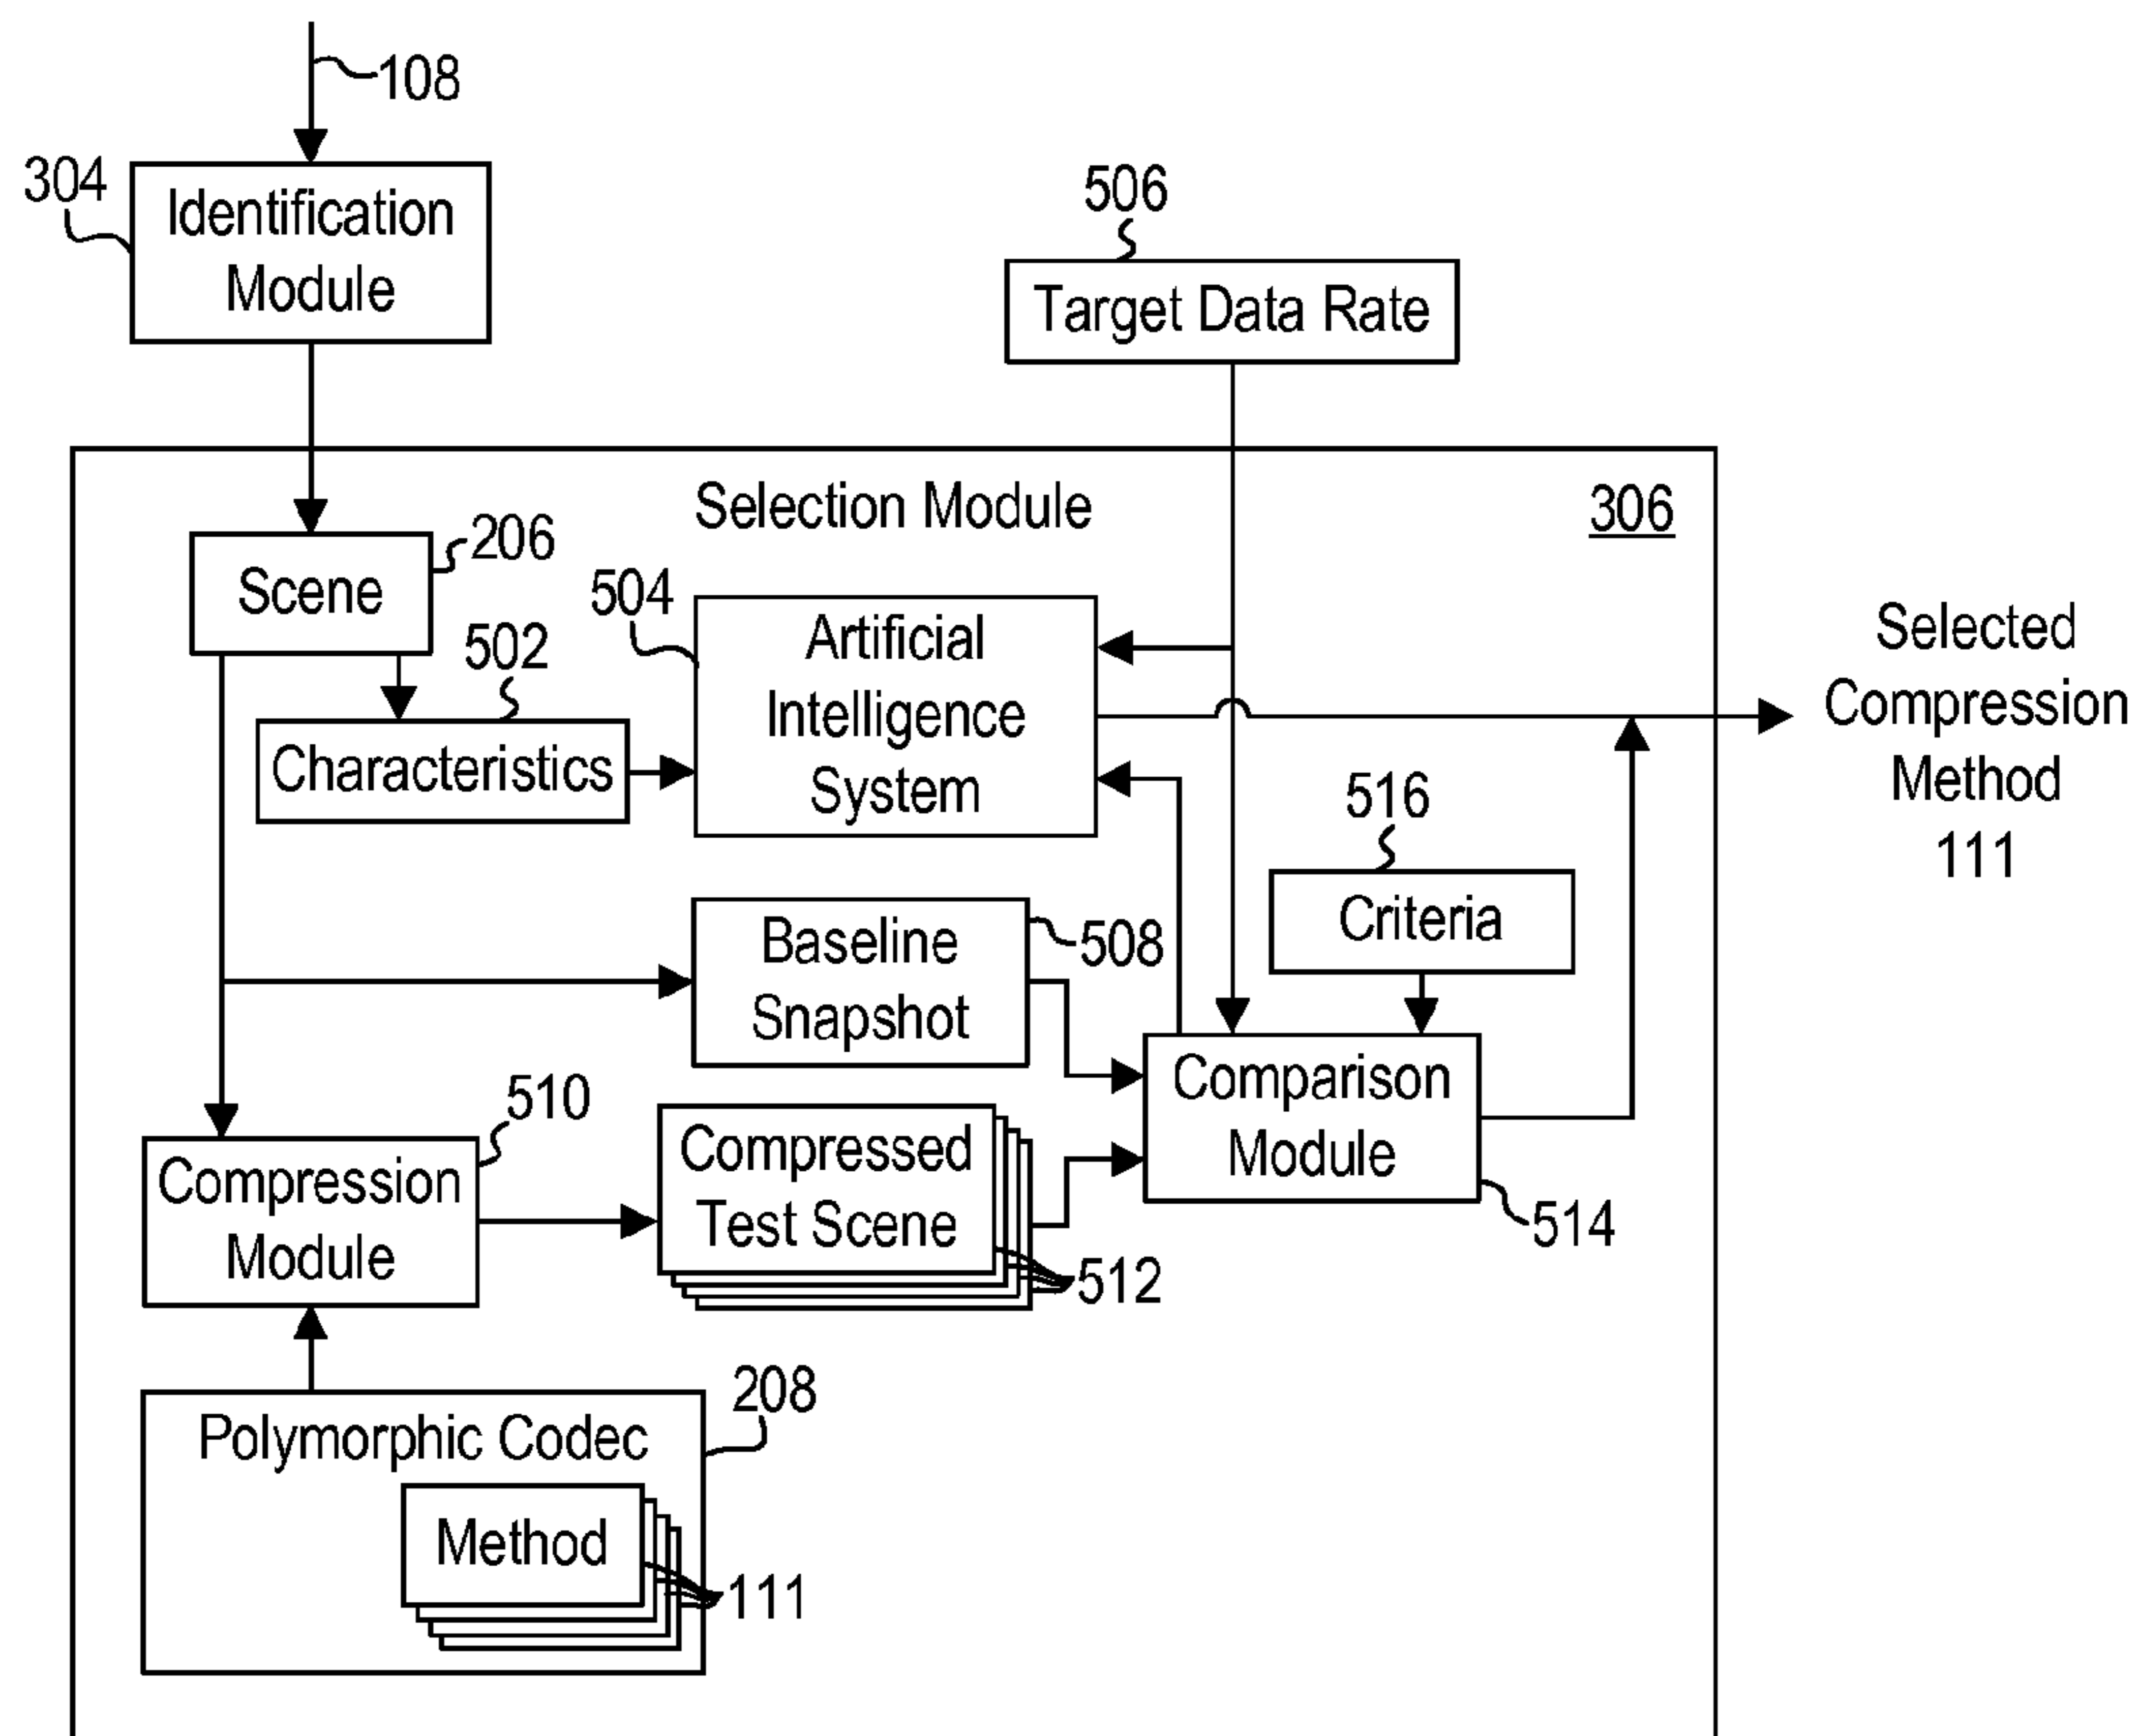 108
304
Identification
Module
506
Target Data Rate
Selection Module
306
206
Scene
504
Artificial
Intelligence
System
502
Characteristics
Selected
Compression
Method
111
516
Criteria
Baseline
Snapshot
508
Comparison
Module
514
510
Compression
Module
Compressed
Test Scene
512
208
Polymorphic Codec
Method
111